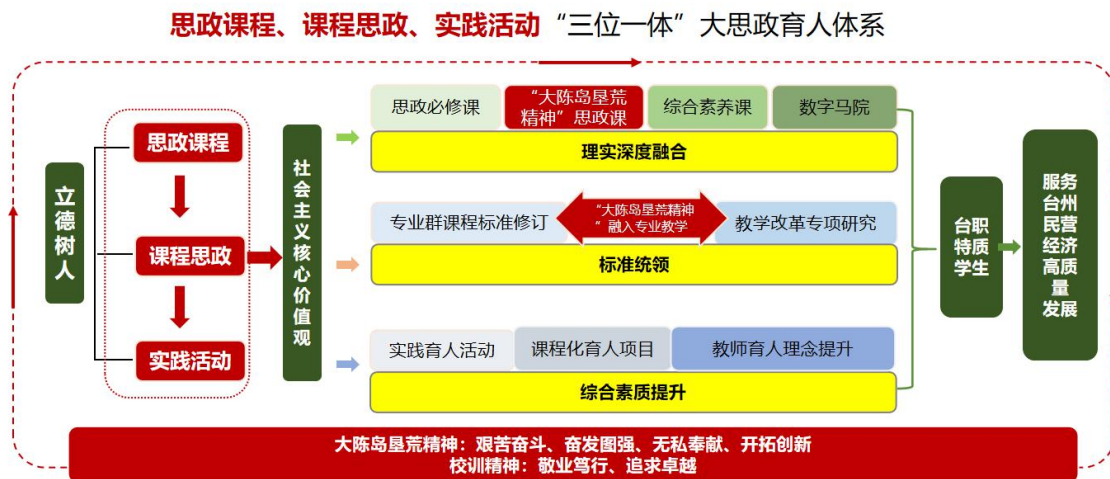 思政课程、课程思政、实践活动“三位一体”大思政育人体系
立德树人
思政课程
课程思政
实践活动
社会主义核心价值观
思政必修课
“大陈岛垦荒
精神”思政课
综合素养课
数字马院
理实深度融合
专业群课程标准修订
“大陈岛垦荒精神
”融入专业教学
教学改革专项研究
标准统领
实践育人活动
课程化育人项目
教师育人理念提升
综合素质提升
台职
特质
学生
服务
台州
民营
经济
高质
量
发展
大陈岛垦荒精神：艰苦奋斗、奋发图强、无私奉献、开拓创新
校训精神：敬业笃行、追求卓越